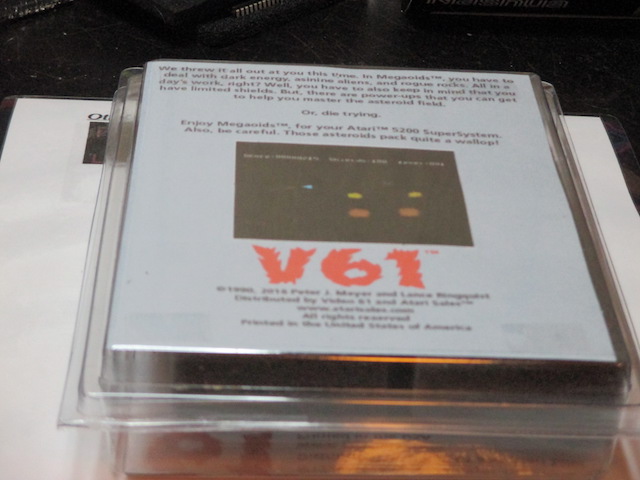 We threw it all out at you this time. In Megaoids™, you have to
deal with dark energy, asinine aliens, and rogue rocks. All in a
day's work, right? Well, you have to also keep in mind that you
have limited shields. But, there are power-ups that you can get
to help you master the asteroid field.
Or, die trying.
Enjoy Megaoids™, for your Atari™ 5200 SuperSystem.
Also, be careful. Those asteroids pack quite a wallop!
V61™
©1990, 2018 Peter J. Meyer and Lance Ringquist
Distributed by Video 61 and Atari Sales™
www.atarisales.com
All rights reserved
Printed in the United States of America